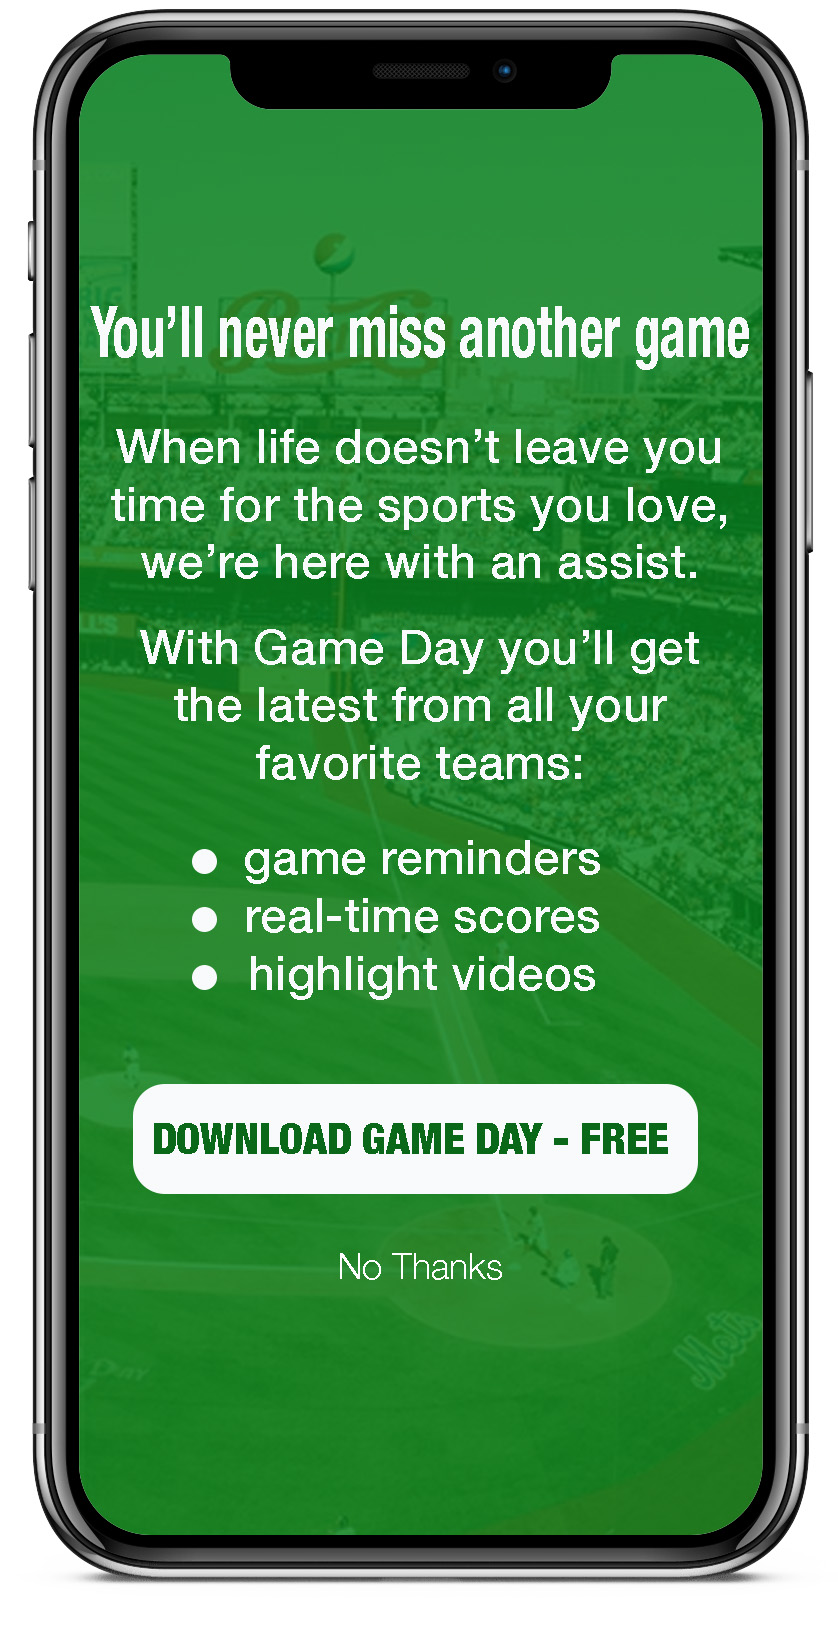 BIG
You’ll never miss another game
When life doesn’t leave you
time for the sports you love,
we’re here with an assist.
With Game Day you’ll get
the latest from all your
favorite teams:
● game reminders
● real-time scores
● highlight videos
DOWNLOAD GAME DAY - FREE
No Thanks
Mets